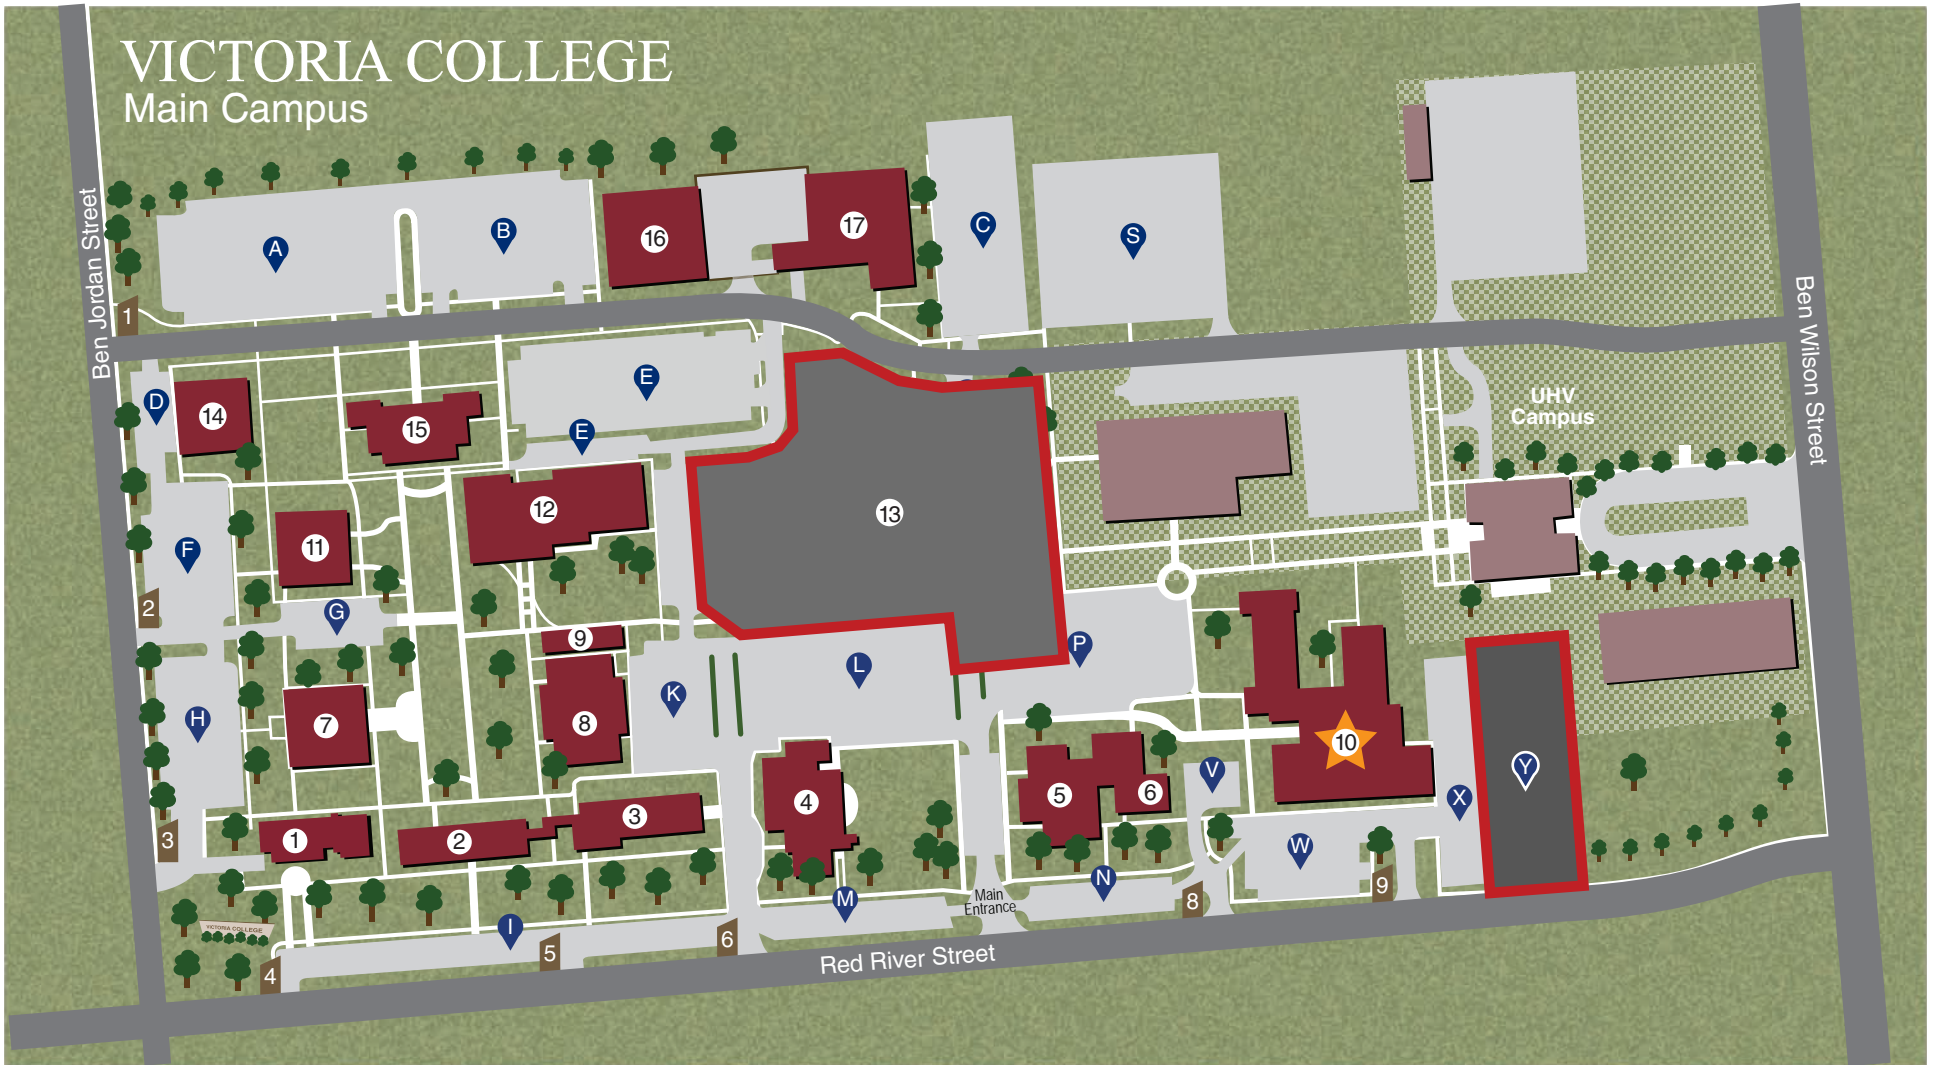 VICTORIA COLLEGE
Main Campus
Ben Jordan Street
Ben Wilson Street
A
B
16
17
C
S
1
D
14
15
E
E
UHV
Campus
12
13
11
F
2
G
9
L
P
K
H
7
8
10
V
Y
X
5
6
4
3
2
1
3
W
9
N
8
M
Main
Entrance
VICTORIA COLLEGE
I
5
6
4
Red River Street